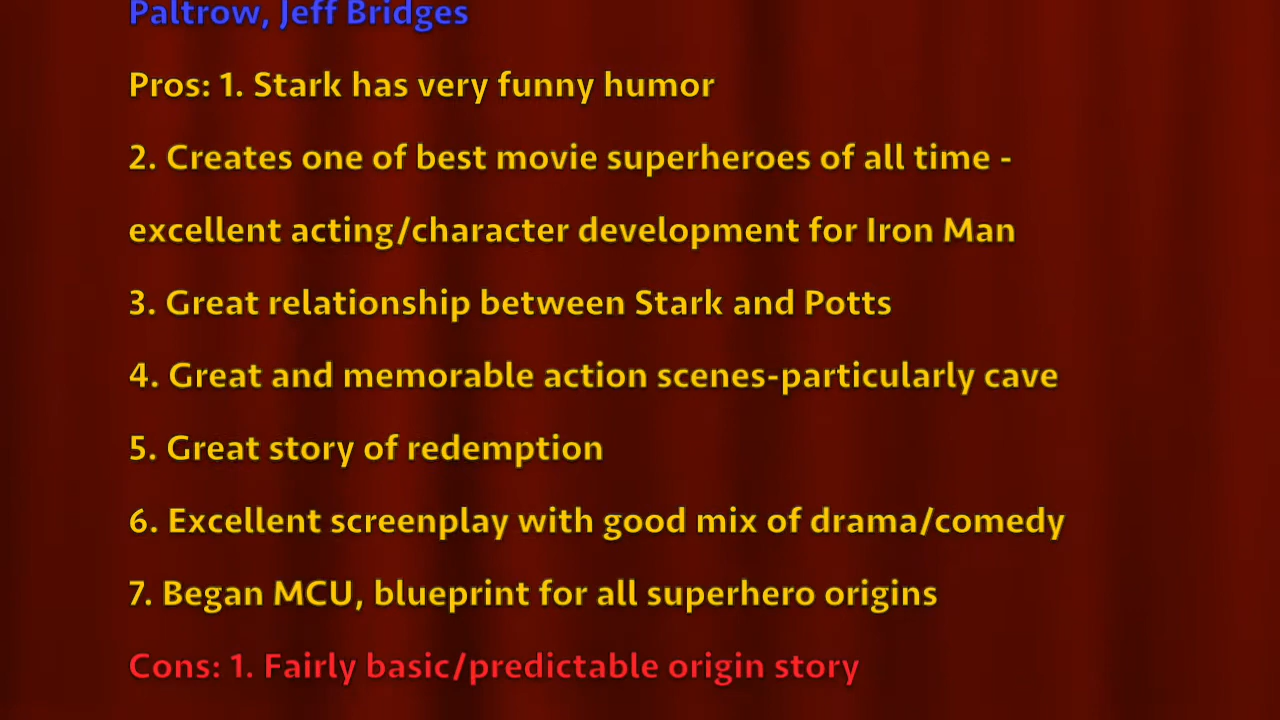 Paltrow, Jeff Bridges
Pros: 1. Stark has very funny humor
2. Creates one of best movie superheroes of all time -
excellent acting/character development for Iron Man
3. Great relationship between Stark and Potts
4. Great and memorable action scenes-particularly cave
5. Great story of redemption
6. Excellent screenplay with good mix of drama/comedy
7. Began MCU, blueprint for all superhero origins
Cons: 1. Fairly basic/predictable origin story